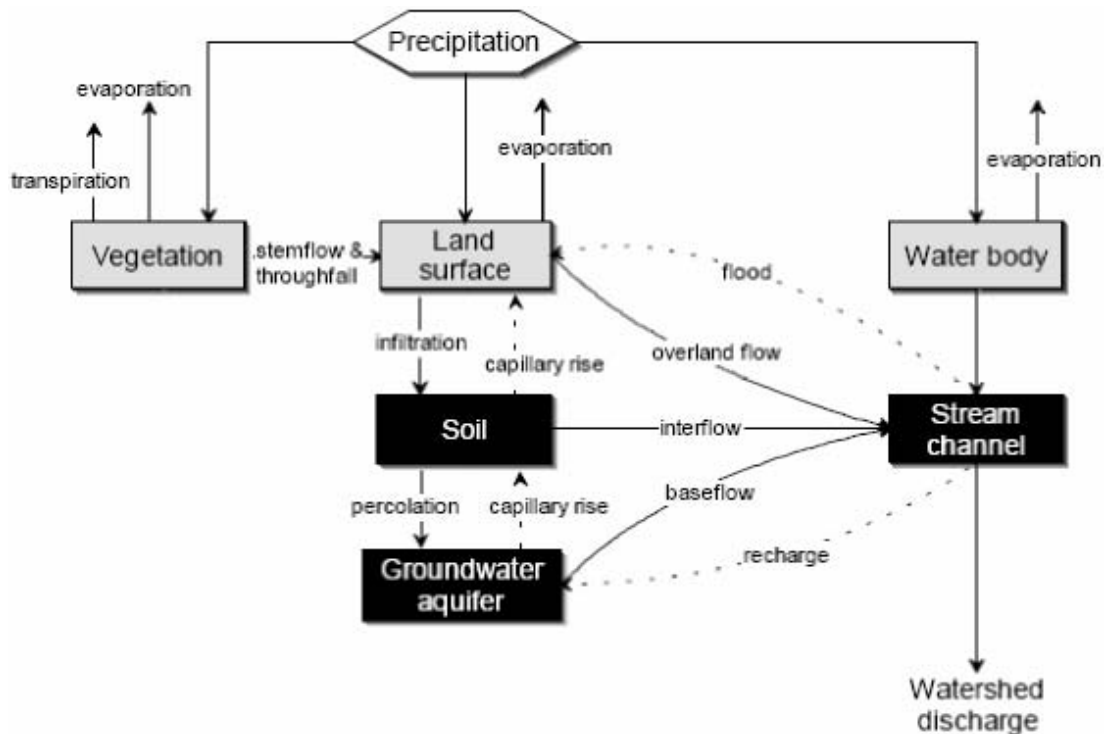 Precipitation
evaporation
transpiration
evaporation
evaporation
Vegetation
.stemflow &
throughfall
Land
surface
Water body
flood
infiltration
capillary rise
overland flow
Soil
interflow
Stream
channel
percolation
capillary rise
baseflow
recharge
Groundwater
aquifer
Watershed
discharge